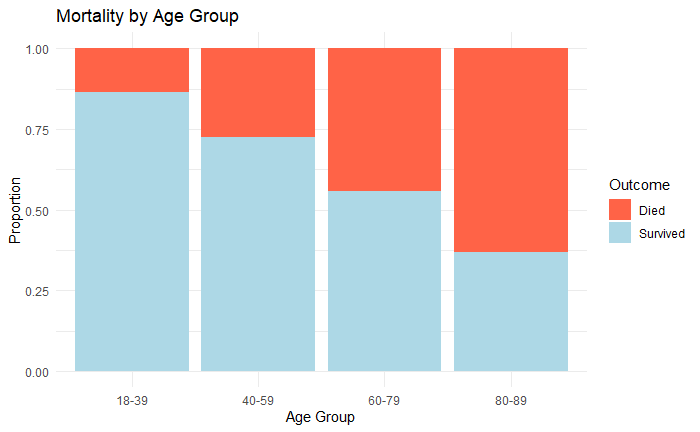 Mortality by Age Group
1.00
0.75
0.50
0.25
0.00
Proportion
18-39 40-59 60-79 80-89
Age Group
Outcome
Died
Survived